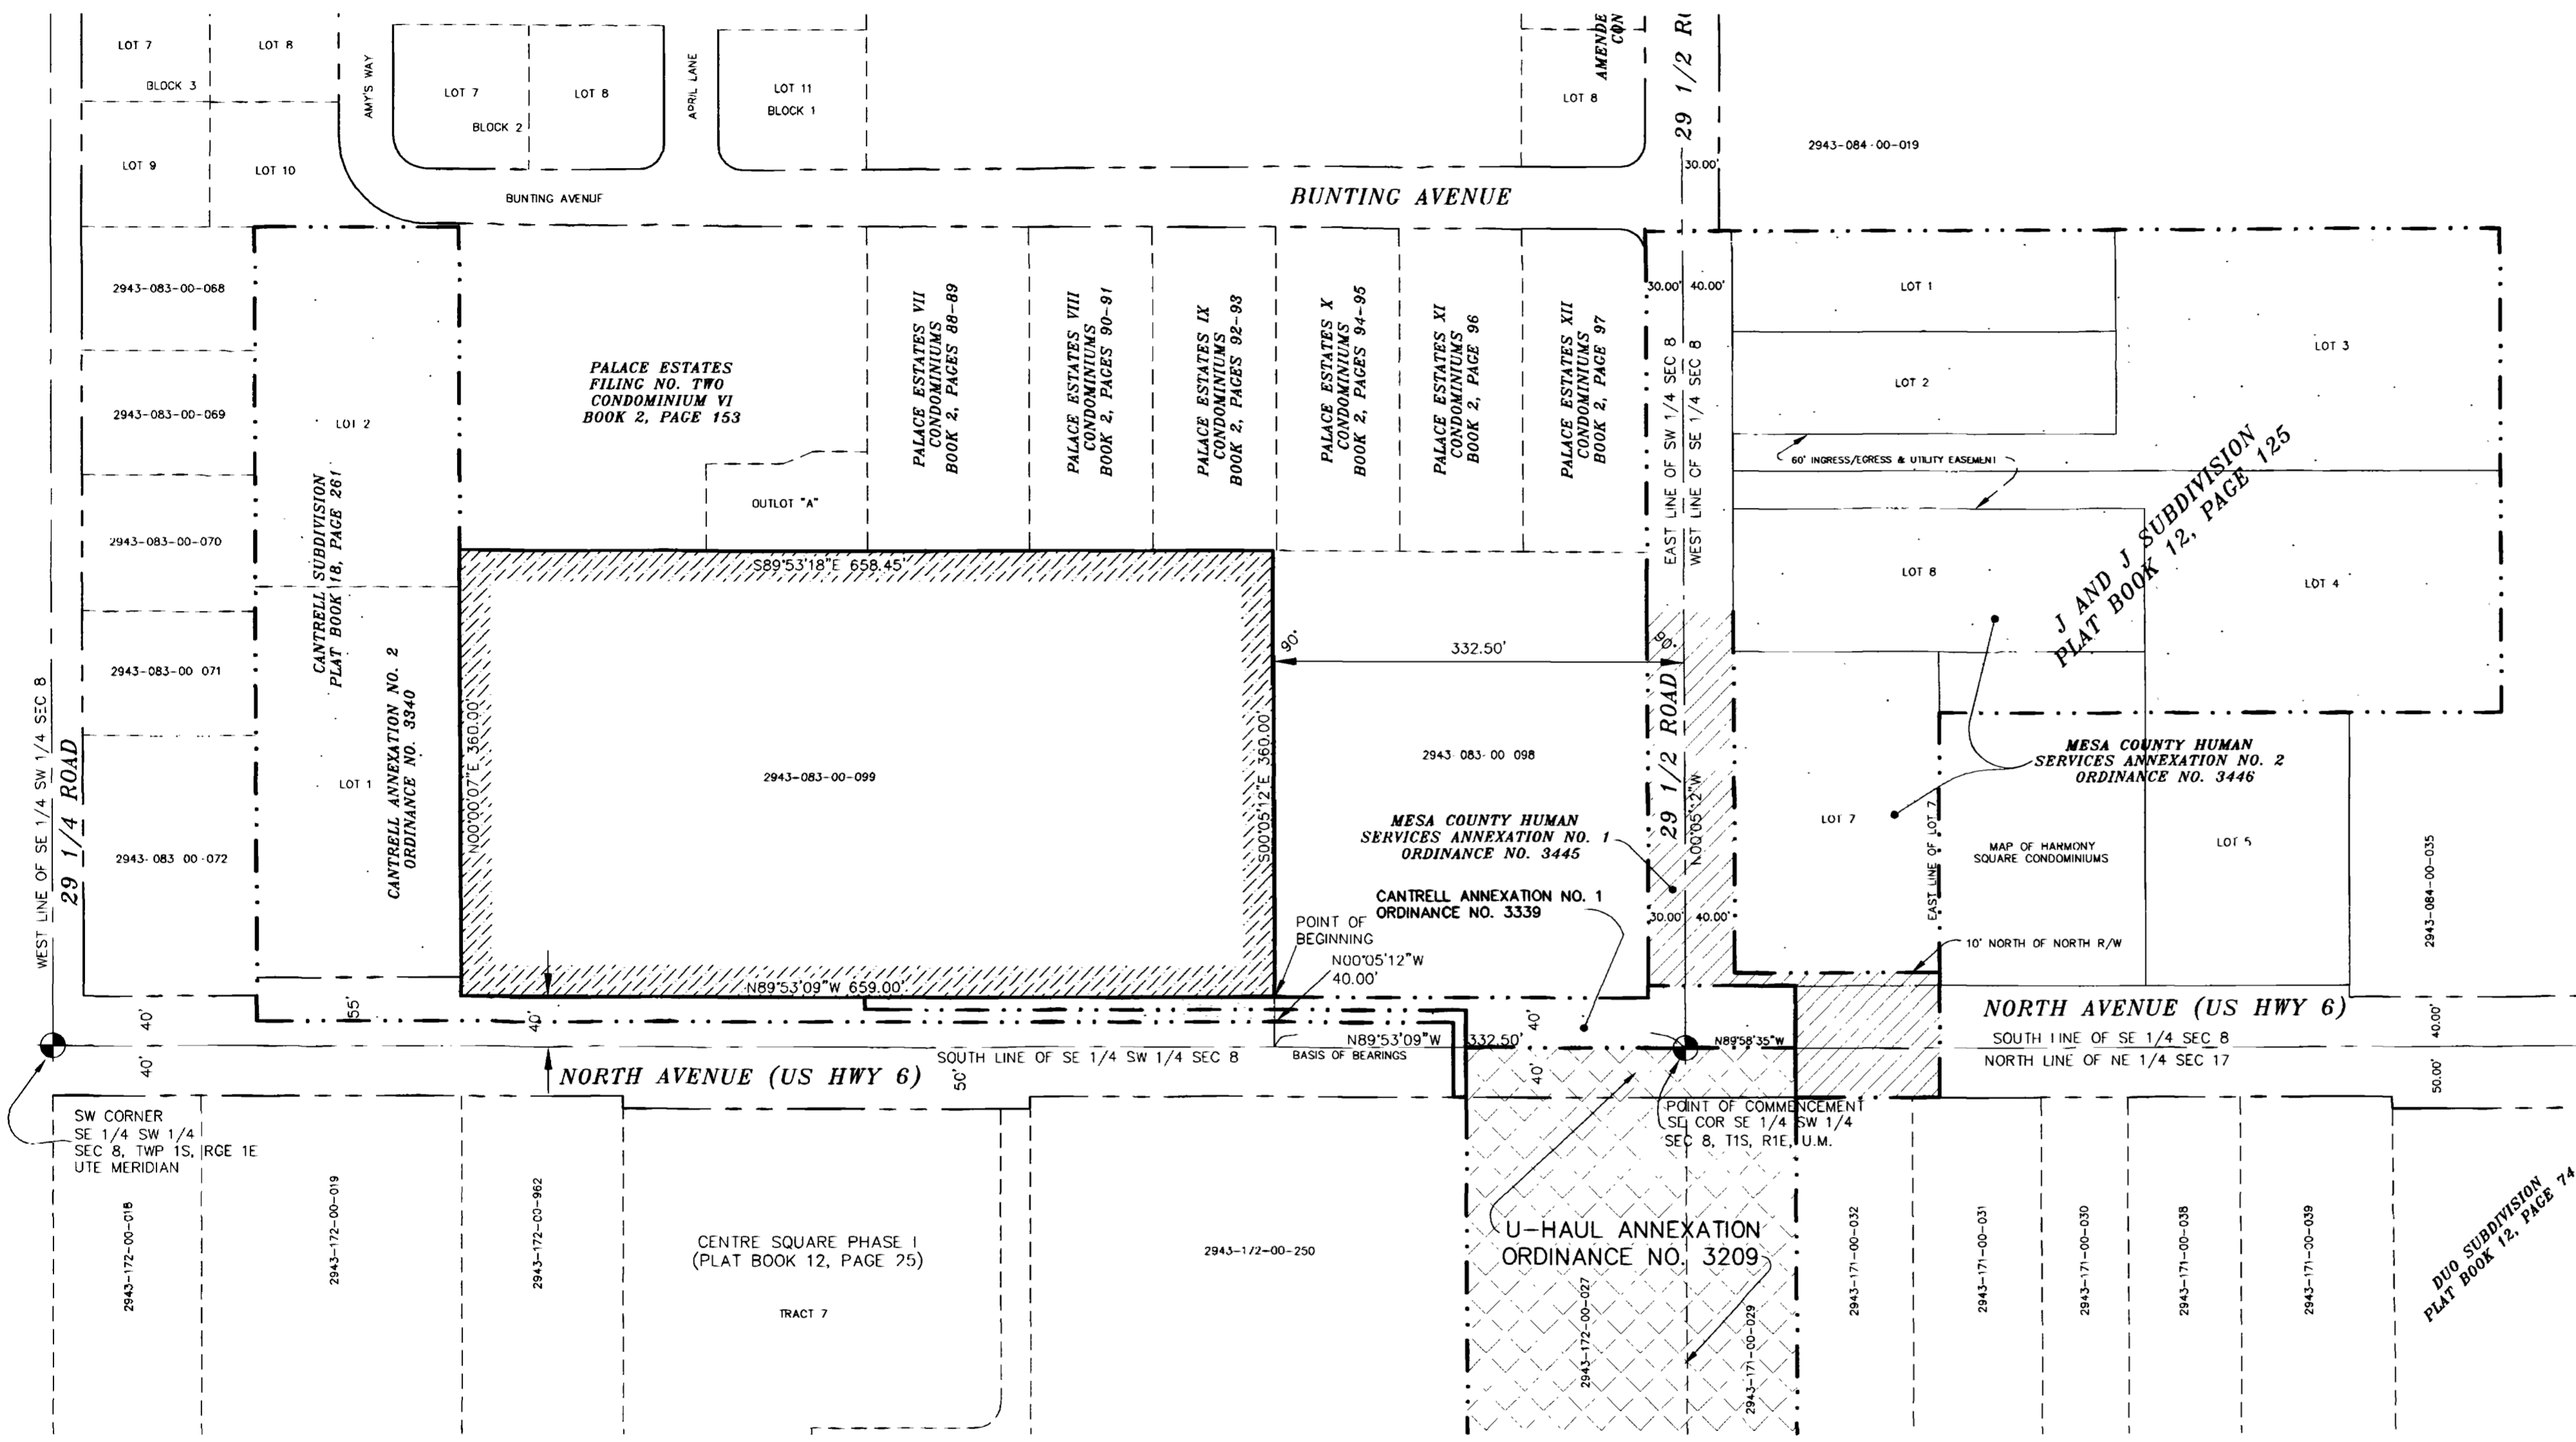 LOT 7
LOT 8
BLOCK 3
LOT 9
LOT 10
AMY'S WAY
LOT 7
LOT 8
BLOCK 2
APRIL LANE
LOT 11
BLOCK 1
LOT 8
AMENDE
CON
29 1/2 R
30.00'
2943-084-00-019
BUNTING AVENUE
BUNTING AVENUE
2943-083-00-068
2943-083-00-069
2943-083-00-070
2943-083-00 071
2943-083 00-072
WEST LINE OF SE 1/4 SW 1/4 SEC 8
29 1/4 ROAD
LOT 2
CANTRELL SUBDIVISION
PLAT BOOK 18, PAGE 261
LOT 1
CANTRELL ANNEXATION NO. 2
ORDINANCE NO. 3340
PALACE ESTATES
FILING NO. TWO
CONDOMINIUM VI
BOOK 2, PAGE 153
OUTLOT "A"
PALACE ESTATES VII
CONDOMINIUMS
BOOK 2, PAGES 88-89
PALACE ESTATES VIII
CONDOMINIUMS
BOOK 2, PAGES 90-91
PALACE ESTATES IX
CONDOMINIUMS
BOOK 2, PAGES 92-93
PALACE ESTATES X
CONDOMINIUMS
BOOK 2, PAGES 94-95
PALACE ESTATES XI
CONDOMINIUMS
BOOK 2, PAGE 96
PALACE ESTATES XII
CONDOMINIUMS
BOOK 2, PAGE 97
30.00'
40.00'
EAST LINE OF SW 1/4 SEC 8
WEST LINE OF SE 1/4 SEC 8
LOT 1
LOT 2
LOT 3
60' INGRESS/EGRESS & UTILITY EASEMENT
J AND J SUBDIVISION
PLAT BOOK 12, PAGE 125
LOT 8
LOT 4
S89°53'18"E 658.45'
N00°00'07"E 360.00'
2943-083-00-099
S00°05'12"E 360.00'
N89°53'09"W 659.00'
90°
332.50'
90°
2943-083-00 098
29 1/2 ROAD
N00°05'12"W
MESA COUNTY HUMAN
SERVICES ANNEXATION NO. 1
ORDINANCE NO. 3445
CANTRELL ANNEXATION NO. 1
ORDINANCE NO. 3339
POINT OF
BEGINNING
N00°05'12"W
40.00'
30.00'
40.00'
LOT 7
EAST LINE OF LOT 7
MESA COUNTY HUMAN
SERVICES ANNEXATION NO. 2
ORDINANCE NO. 3446
MAP OF HARMONY
SQUARE CONDOMINIUMS
LOT 5
2943-084-00-035
10' NORTH OF NORTH R/W
40'
55'
40'
40'
NORTH AVENUE (US HWY 6)
40.00'
SOUTH LINE OF SE 1/4 SEC 8
NORTH LINE OF NE 1/4 SEC 17
50.00'
N89°53'09"W 332.50'
BASIS OF BEARINGS
N89°58'35"W
SOUTH LINE OF SE 1/4 SW 1/4 SEC 8
40'
NORTH AVENUE (US HWY 6)
50'
40'
SW CORNER
SE 1/4 SW 1/4
SEC 8, TWP 1S, RGE 1E
UTE MERIDIAN
POINT OF COMMENCEMENT
SE COR SE 1/4 SW 1/4
SEC 8, T1S, R1E, U.M.
2943-172-00-018
2943-172-00-019
2943-172-00-962
CENTRE SQUARE PHASE I
(PLAT BOOK 12, PAGE 25)
TRACT 7
2943-172-00-250
U-HAUL ANNEXATION
ORDINANCE NO. 3209
2943-172-00-027
2943-171-00-029
2943-171-00-032
2943-171-00-031
2943-171-00-030
2943-171-00-038
2943-171-00-039
DUO SUBDIVISION
PLAT BOOK 12, PAGE 74